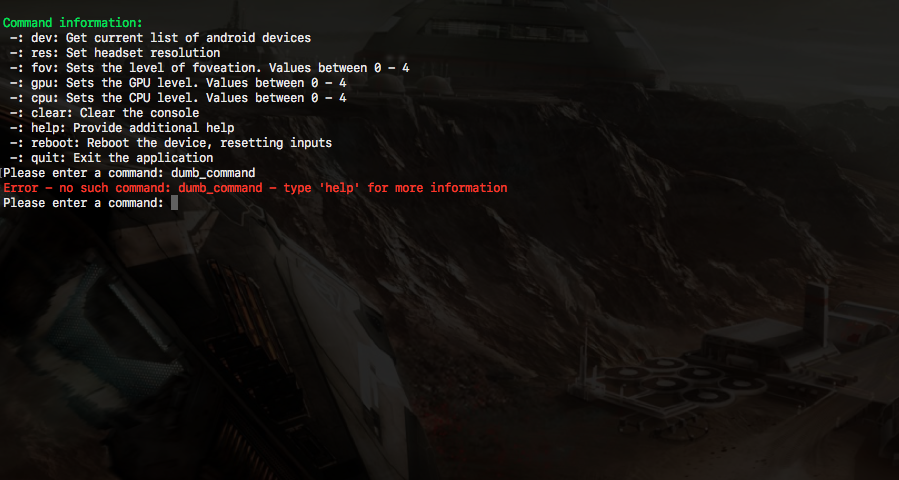 Command information:
-: dev: Get current list of android devices
-: res: Set headset resolution
-: fov: Sets the level of foveation. Values between 0 - 4
-: gpu: Sets the GPU level. Values between 0 - 4
-: cpu: Sets the CPU level. Values between 0 - 4
-: clear: Clear the console
-: help: Provide additional help
-: reboot: Reboot the device, resetting inputs
-: quit: Exit the application
Please enter a command: dumb_command
Error - no such command: dumb_command - type 'help' for more information
Please enter a command: